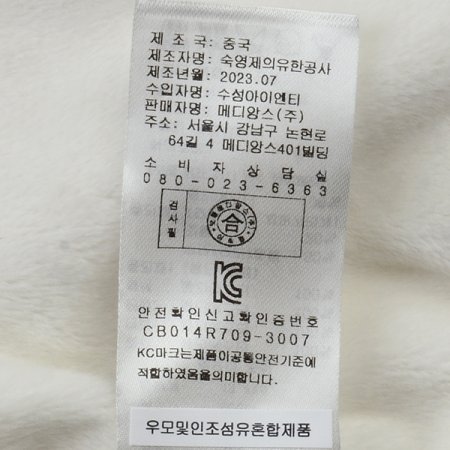 제 조 국: 중국
제조자명: 숙영제의유한공사
제조년월: 2023.07
수입자명: 수성아이엔티
판매자명: 메디앙스(주)
주소: 서울시 강남구 논현로
64길 4 메디앙스401빌딩
소 비 자 상 담 실
080-023-6363
검사필
合
안전확인신고확인증번호
CB014R709-3007
KC마크는제품이공통안전기준에
적합하였음을의미합니다.
우모및인조섬유혼합제품